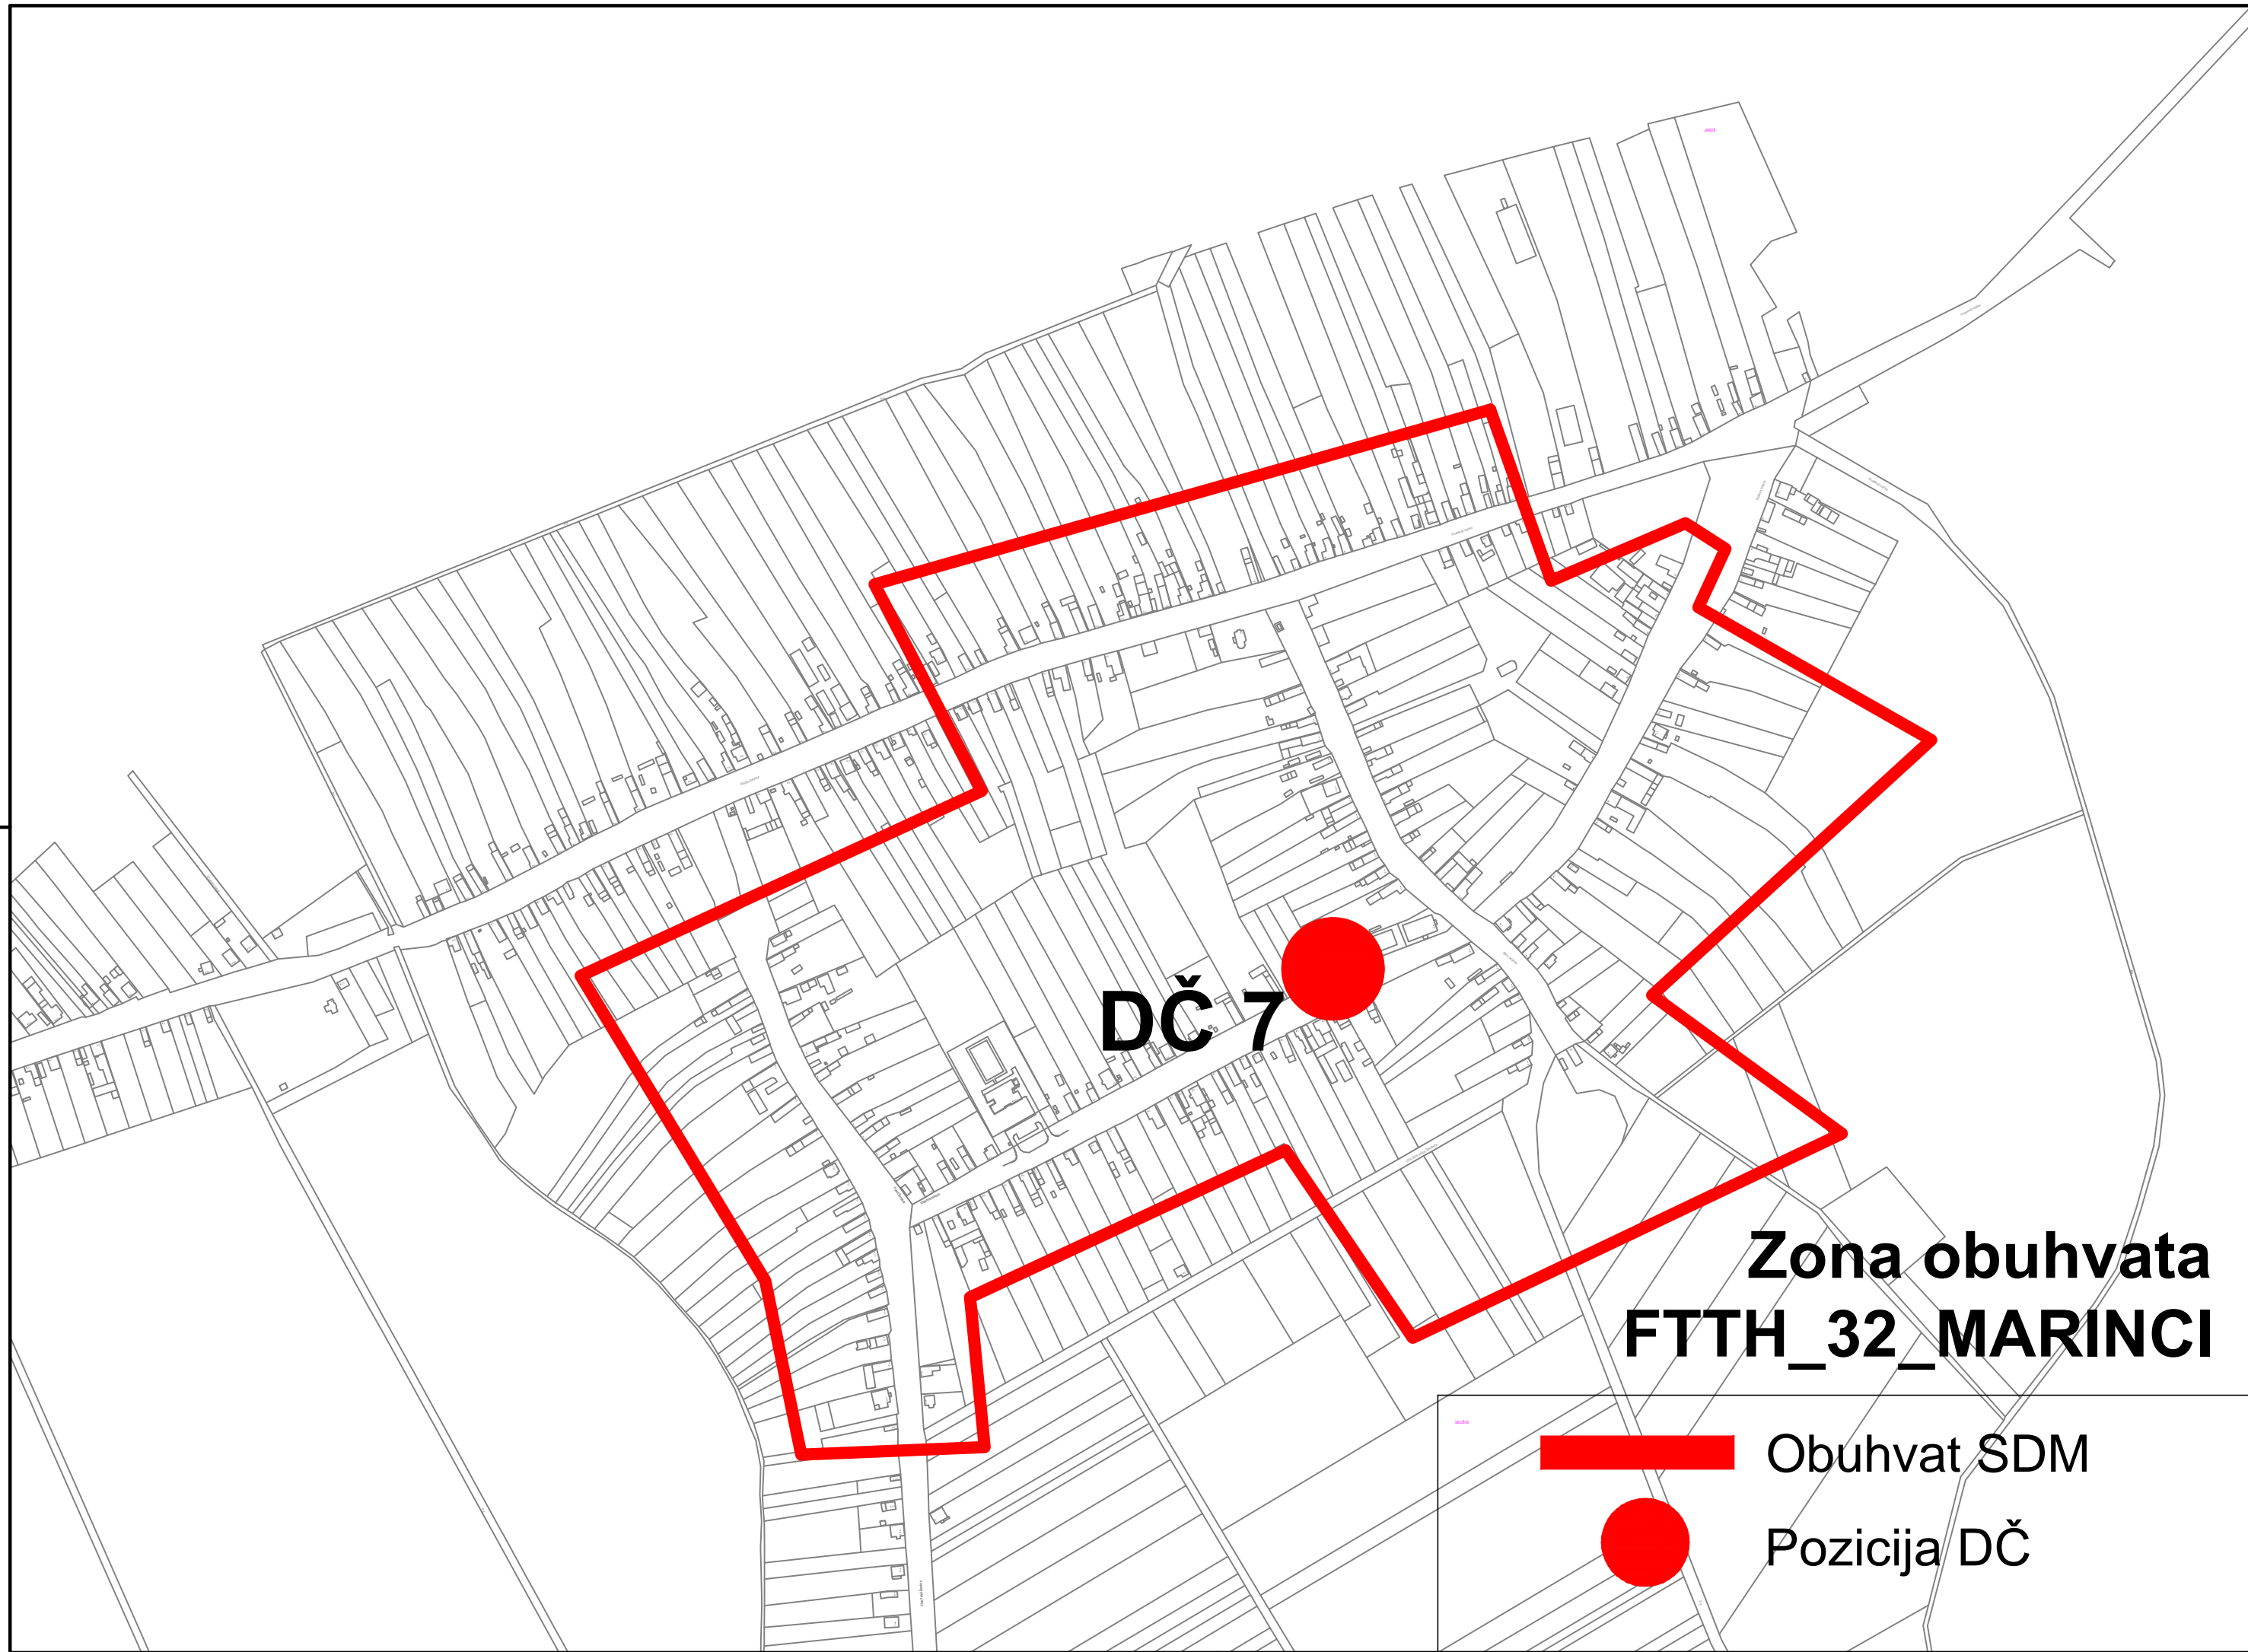 DČ 7
Zona obuhvata
FTTH_32_MARINCI
Obuhvat SDM
Pozicija DČ